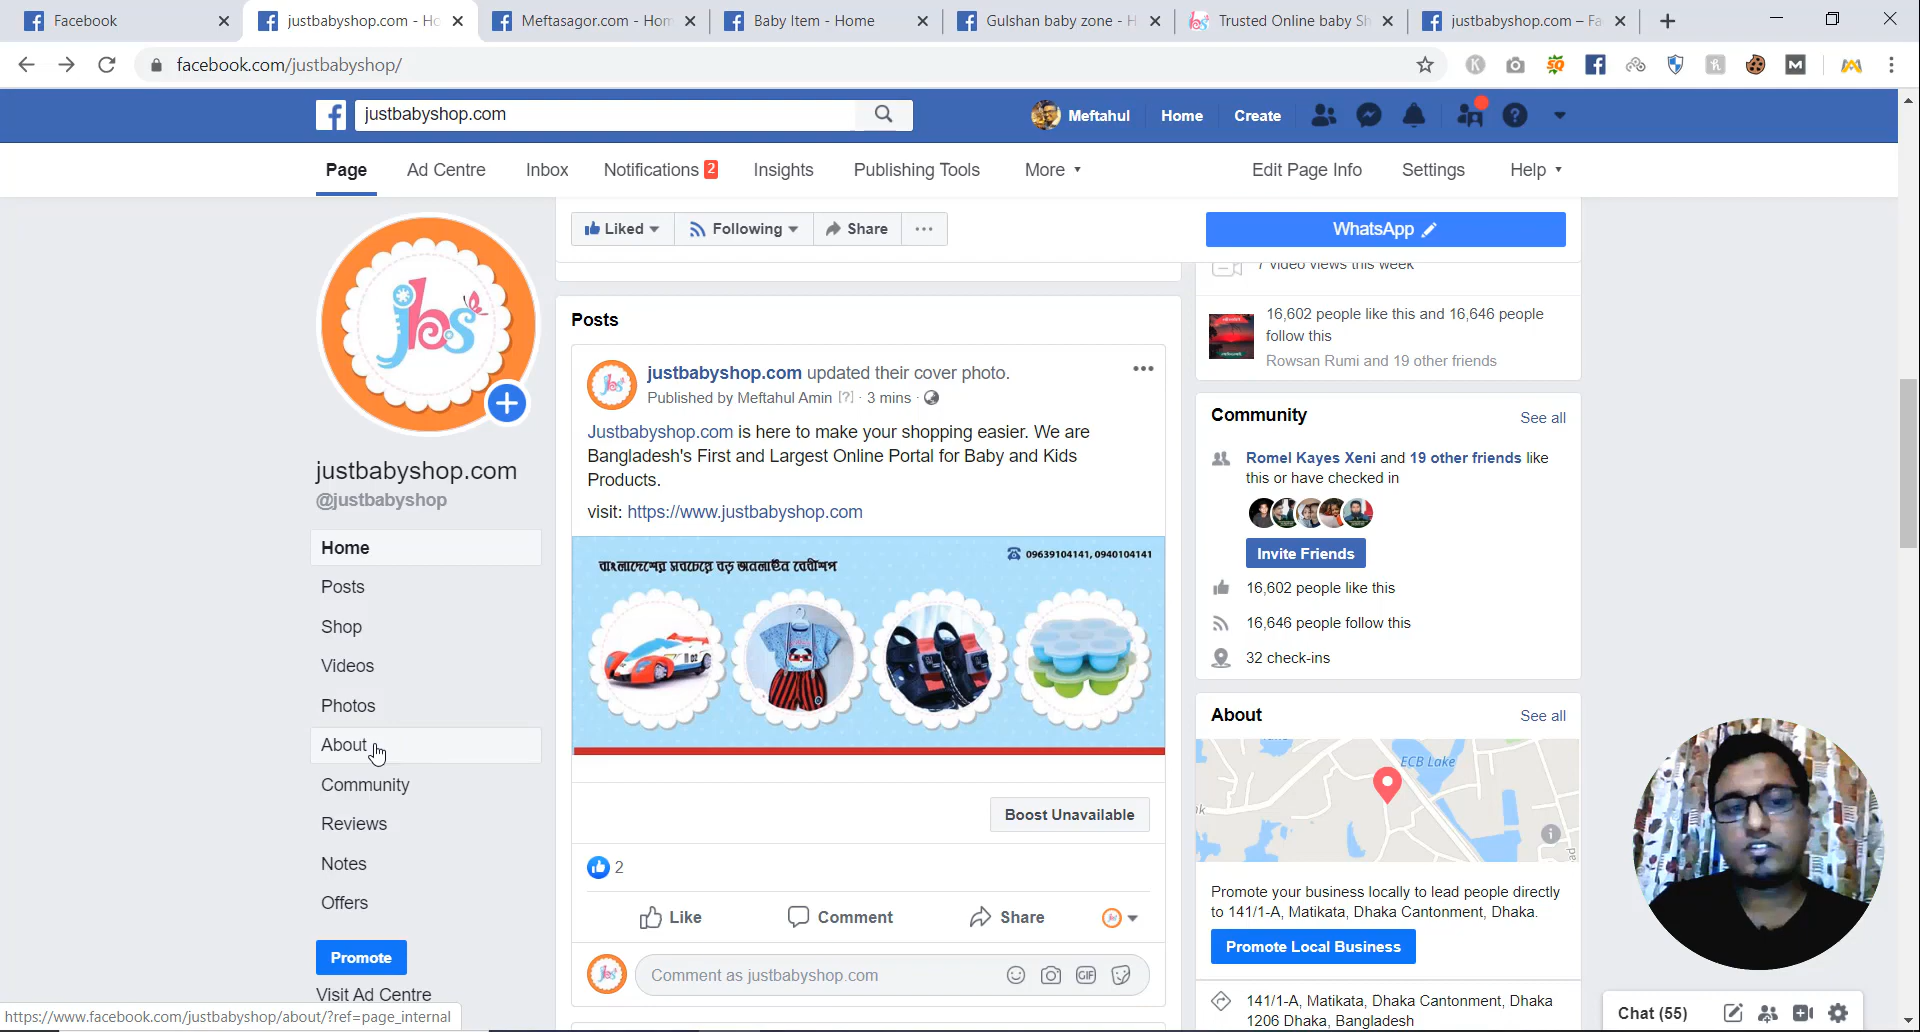 Facebook
justbabyshop.com - Ho
Meftasagor.com - Hom
Baby Item - Home
Gulshan baby zone - H
Trusted Online baby Sh
justbabyshop.com – Fa
facebook.com/justbabyshop/
justbabyshop.com
Meftahul
Home
Create
Page
Ad Centre
Inbox
Notifications 2
Insights
Publishing Tools
More
Edit Page Info
Settings
Help
Liked
Following
Share
WhatsApp
7 video views this week
jbs
justbabyshop.com
@justbabyshop
Home
Posts
Shop
Videos
Photos
About
Community
Reviews
Notes
Offers
Promote
Visit Ad Centre
https://www.facebook.com/justbabyshop/about/?ref=page_internal
Posts
justbabyshop.com updated their cover photo.
Published by Meftahul Amin [?] · 3 mins ·
Justbabyshop.com is here to make your shopping easier. We are
Bangladesh's First and Largest Online Portal for Baby and Kids
Products.
visit: https://www.justbabyshop.com
বাংলাদেশের সবচেয়ে বড় অনলাইন বেবীশপ
09639104141, 0940104141
Boost Unavailable
2
Like
Comment
Share
Comment as justbabyshop.com
GIF
16,602 people like this and 16,646 people
follow this
Rowsan Rumi and 19 other friends
Community
See all
Romel Kayes Xeni and 19 other friends like
this or have checked in
Invite Friends
16,602 people like this
16,646 people follow this
32 check-ins
About
See all
ECB Lake
Promote your business locally to lead people directly
to 141/1-A, Matikata, Dhaka Cantonment, Dhaka.
Promote Local Business
141/1-A, Matikata, Dhaka Cantonment, Dhaka
1206 Dhaka, Bangladesh
Chat (55)